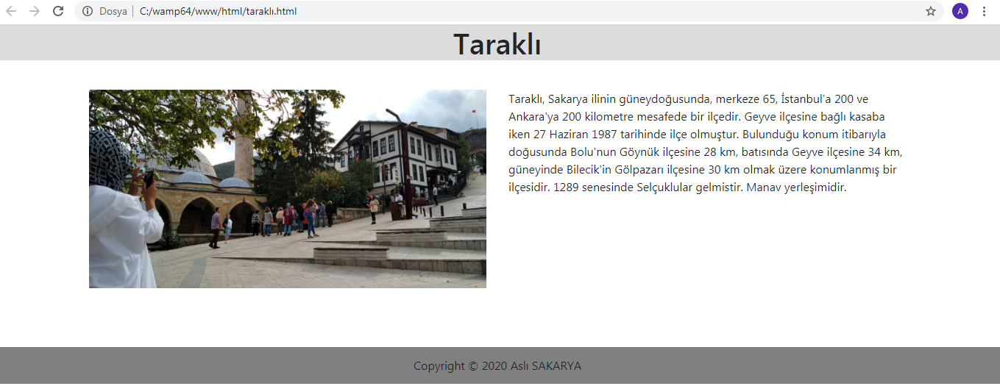 Dosya C:/wamp64/www/html/taraklı.html
A
Taraklı
Taraklı, Sakarya ilinin güneydoğusunda, merkeze 65, İstanbul'a 200 ve
Ankara'ya 200 kilometre mesafede bir ilçedir. Geyve ilçesine bağlı kasaba
iken 27 Haziran 1987 tarihinde ilçe olmuştur. Bulunduğu konum itibarıyla
doğusunda Bolu'nun Göynük ilçesine 28 km, batısında Geyve ilçesine 34 km,
güneyinde Bilecik'in Gölpazarı ilçesine 30 km olmak üzere konumlanmış bir
ilçesidir. 1289 senesinde Selçuklular gelmistir. Manav yerleşimidir.
Copyright © 2020 Aslı SAKARYA